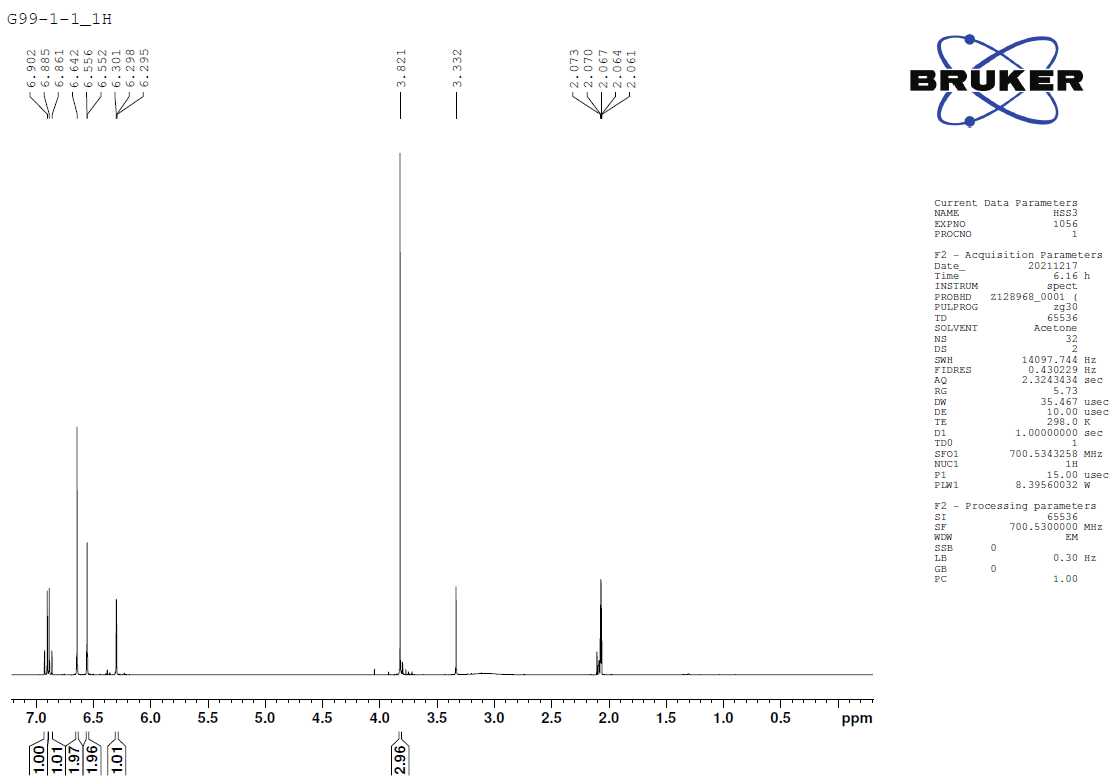 G99-1-1_1H
6.902
6.885
6.861
6.642
6.556
6.552
6.301
6.298
6.295
3.821
3.332
2.073
2.070
2.067
2.064
2.061
BRUKER
Current Data Parameters
NAME HSS3
EXPNO 1056
PROCNO 1
F2 - Acquisition Parameters
Date_ 20211217
Time 6.16 h
INSTRUM spect
PROBHD Z128968_0001 (
PULPROG zg30
TD 65536
SOLVENT Acetone
NS 32
DS 2
SWH 14097.744 Hz
FIDRES 0.430229 Hz
AQ 2.3243434 sec
RG 5.73
DW 35.467 usec
DE 10.00 usec
TE 298.0 K
D1 1.00000000 sec
TD0 1
SFO1 700.5343258 MHz
NUC1 1H
P1 15.00 usec
PLW1 8.39560032 W
F2 - Processing parameters
SI 65536
SF 700.5300000 MHz
WDW EM
SSB 0
LB 0.30 Hz
GB 0
PC 1.00
7.0 6.5 6.0 5.5 5.0 4.5 4.0 3.5 3.0 2.5 2.0 1.5 1.0 0.5 ppm
1.00
1.01
1.97
1.96
1.01
2.96